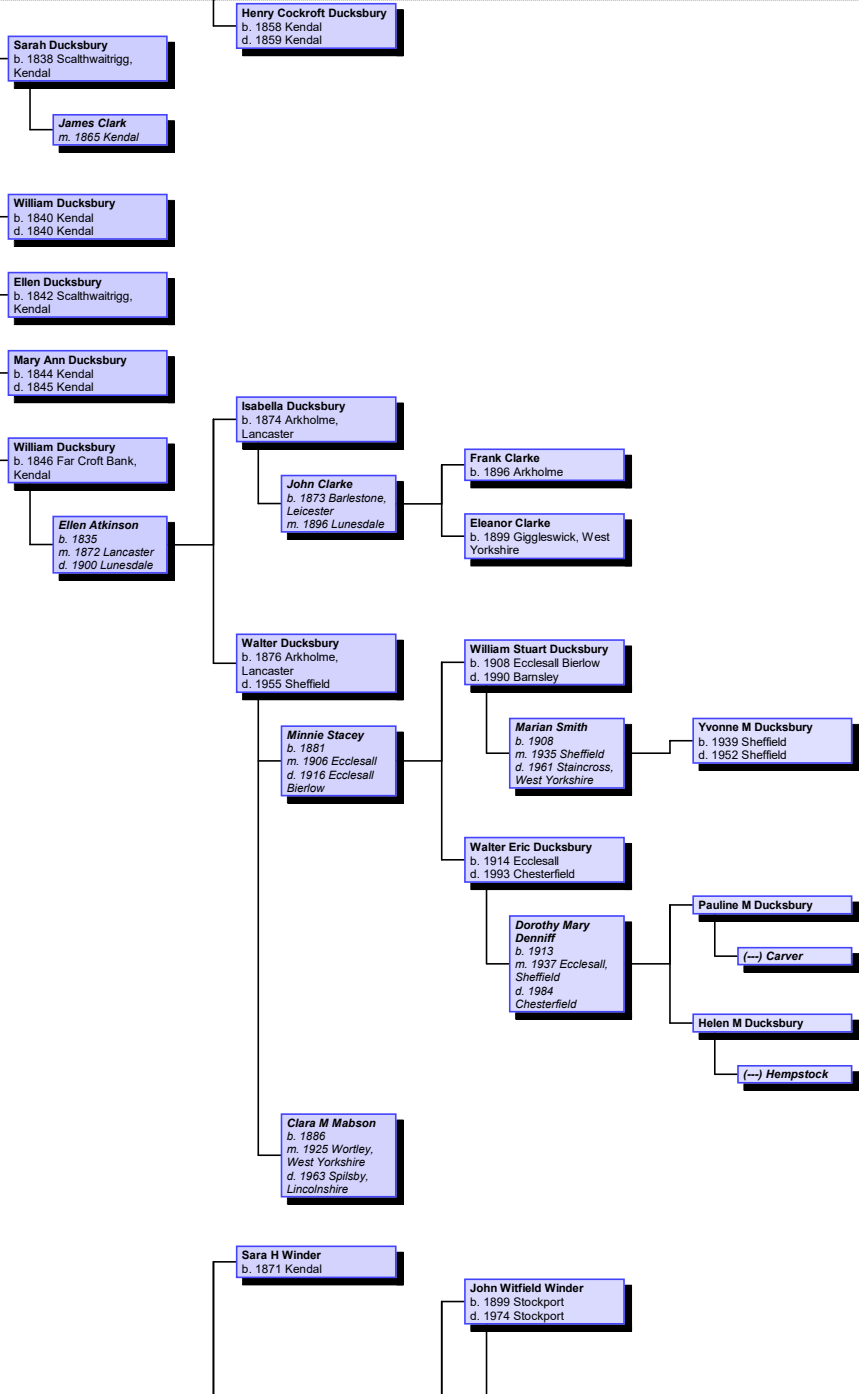 Henry Cockroft Ducksbury
b. 1858 Kendal
d. 1859 Kendal
Sarah Ducksbury
b. 1838 Scalthwaitrigg,
Kendal
James Clark
m. 1865 Kendal
William Ducksbury
b. 1840 Kendal
d. 1840 Kendal
Ellen Ducksbury
b. 1842 Scalthwaitrigg,
Kendal
Mary Ann Ducksbury
b. 1844 Kendal
d. 1845 Kendal
William Ducksbury
b. 1846 Far Croft Bank,
Kendal
Ellen Atkinson
b. 1835
m. 1872 Lancaster
d. 1900 Lunesdale
Isabella Ducksbury
b. 1874 Arkholme,
Lancaster
John Clarke
b. 1873 Barlestone,
Leicester
m. 1896 Lunesdale
Frank Clarke
b. 1896 Arkholme
Eleanor Clarke
b. 1899 Giggleswick, West
Yorkshire
Walter Ducksbury
b. 1876 Arkholme,
Lancaster
d. 1955 Sheffield
Minnie Stacey
b. 1881
m. 1906 Ecclesall
d. 1916 Ecclesall
Bierlow
William Stuart Ducksbury
b. 1908 Ecclesall Bierlow
d. 1990 Barnsley
Marian Smith
b. 1908
m. 1935 Sheffield
d. 1961 Staincross,
West Yorkshire
Yvonne M Ducksbury
b. 1939 Sheffield
d. 1952 Sheffield
Walter Eric Ducksbury
b. 1914 Ecclesall
d. 1993 Chesterfield
Dorothy Mary
Denniff
b. 1913
m. 1937 Ecclesall,
Sheffield
d. 1984
Chesterfield
Pauline M Ducksbury
(---) Carver
Helen M Ducksbury
(---) Hempstock
Clara M Mabson
b. 1886
m. 1925 Wortley,
West Yorkshire
d. 1963 Spilsby,
Lincolnshire
Sara H Winder
b. 1871 Kendal
John Witfield Winder
b. 1899 Stockport
d. 1974 Stockport